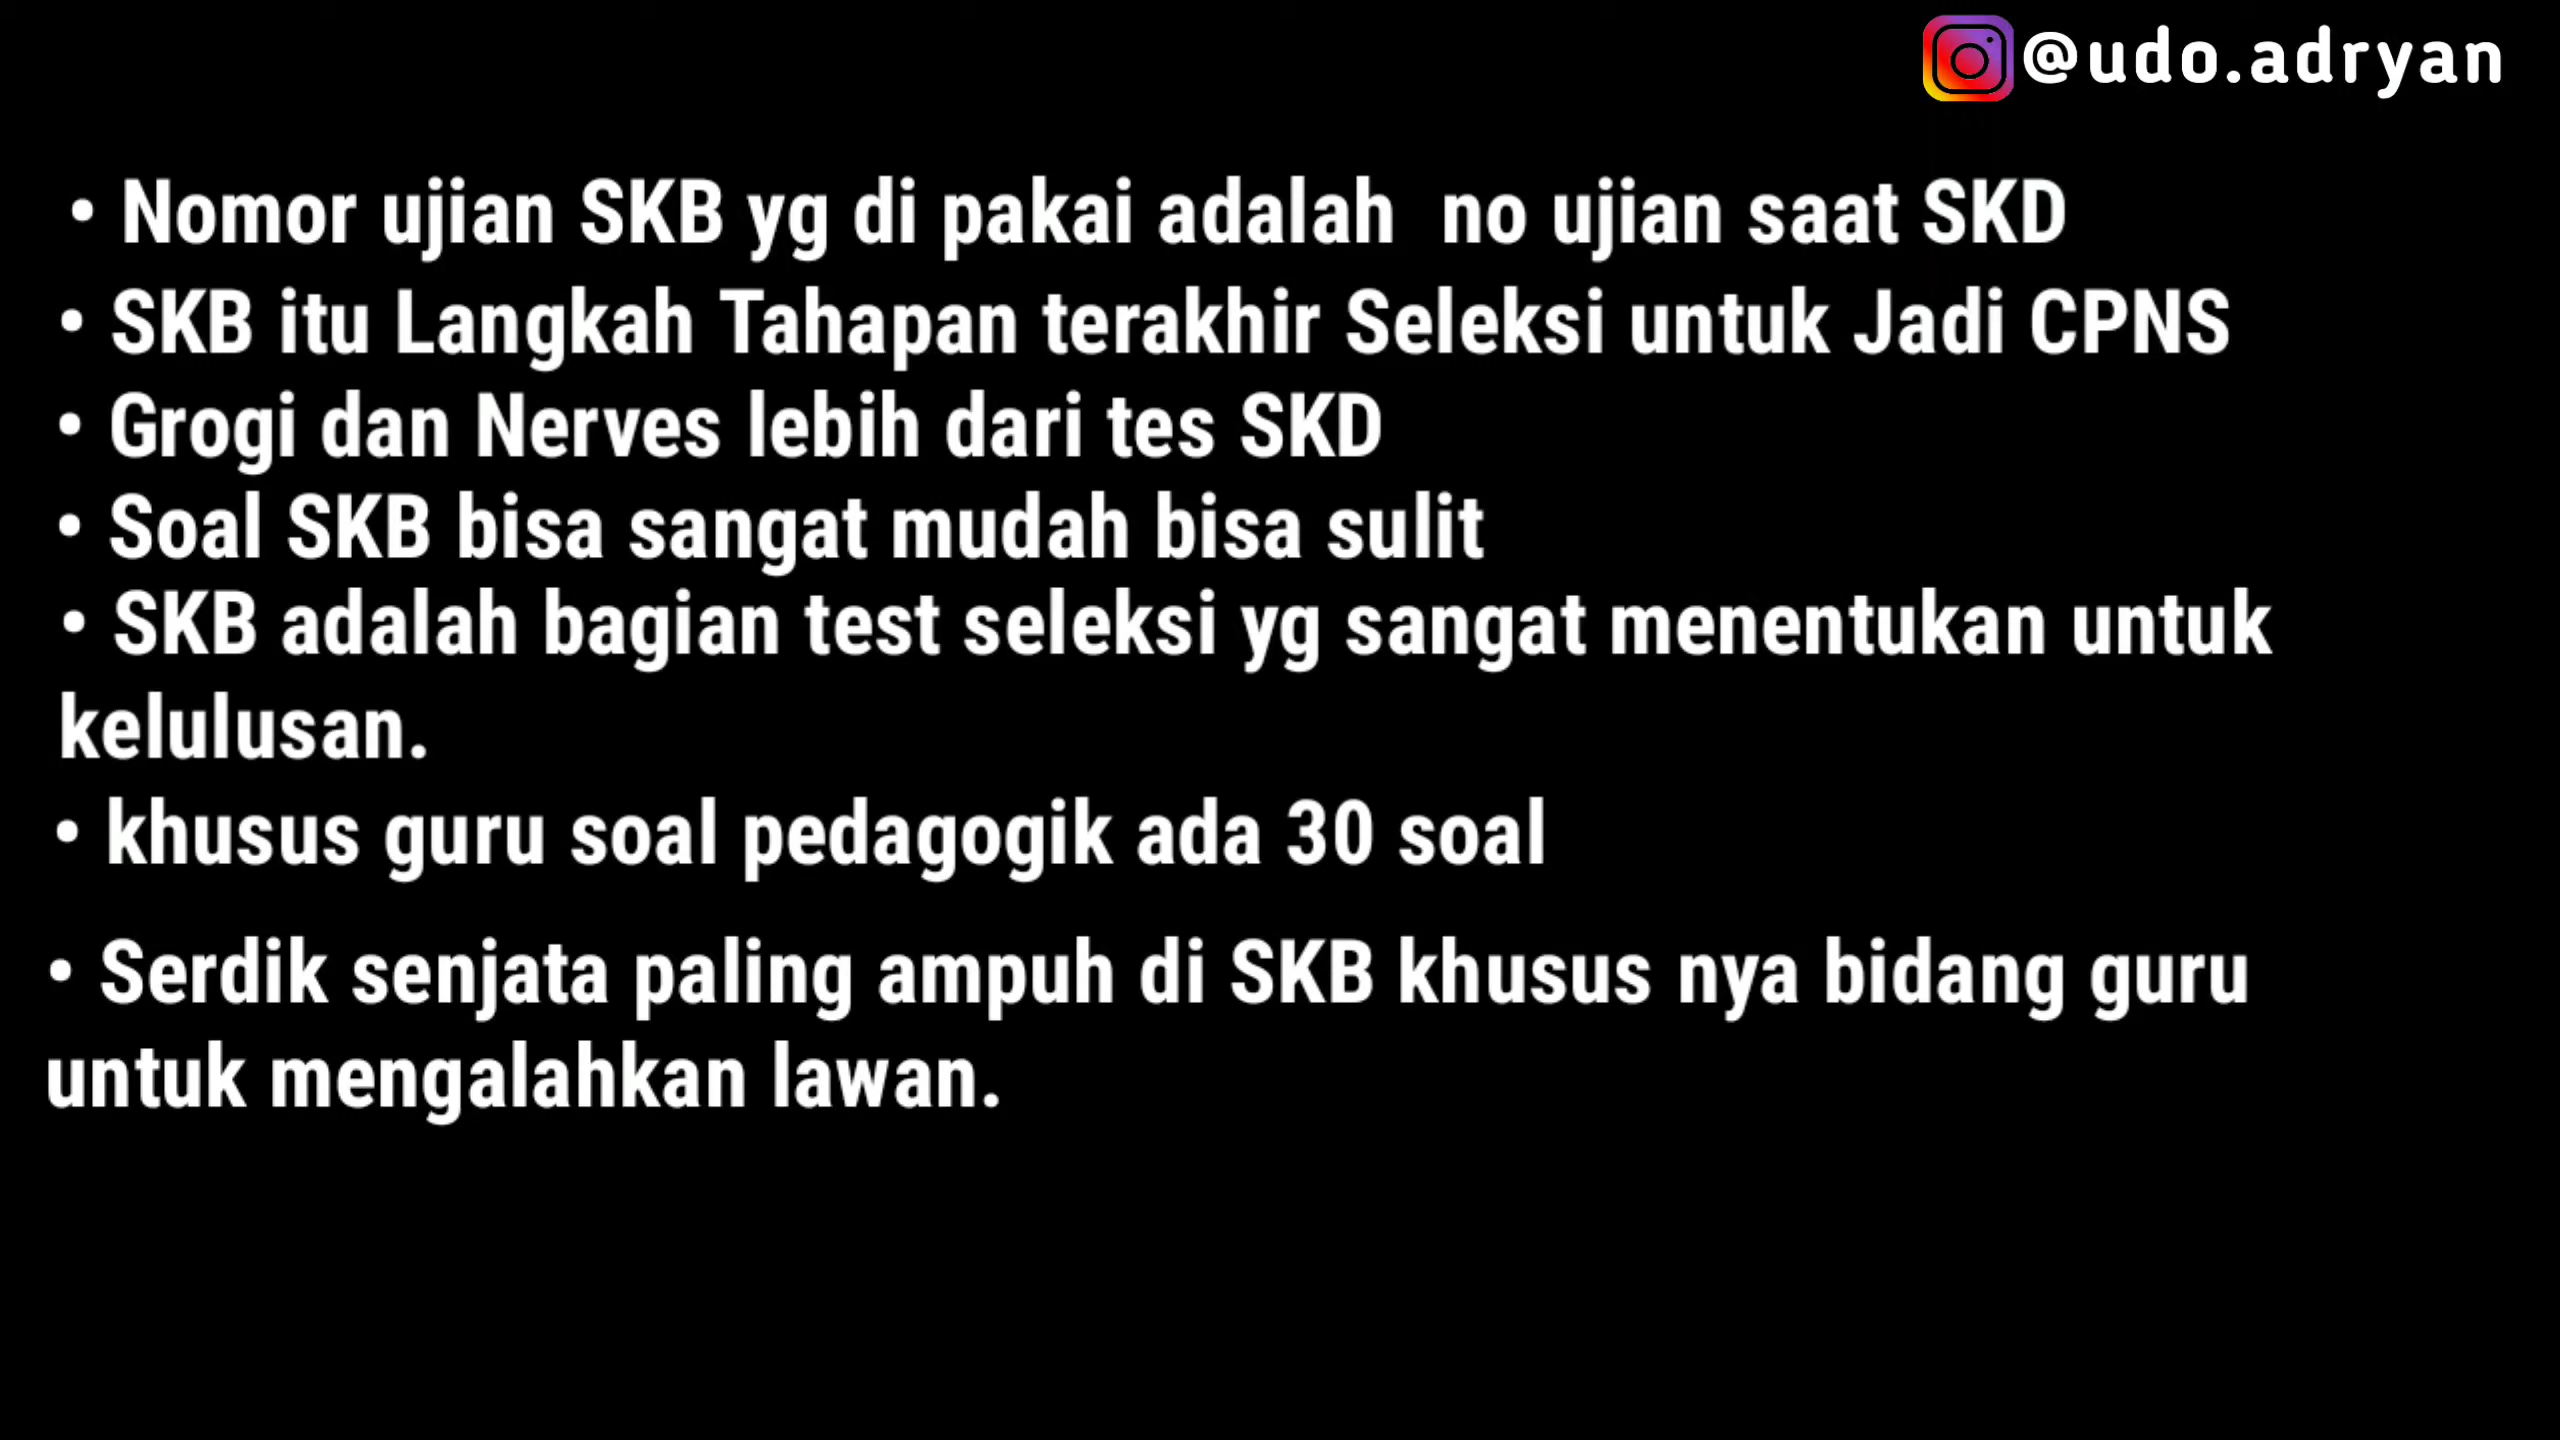 @udo.adryan
• Nomor ujian SKB yg di pakai adalah  no ujian saat SKD
• SKB itu Langkah Tahapan terakhir Seleksi untuk Jadi CPNS
• Grogi dan Nerves lebih dari tes SKD
• Soal SKB bisa sangat mudah bisa sulit
• SKB adalah bagian test seleksi yg sangat menentukan untuk
kelulusan.
• khusus guru soal pedagogik ada 30 soal
• Serdik senjata paling ampuh di SKB khusus nya bidang guru
untuk mengalahkan lawan.